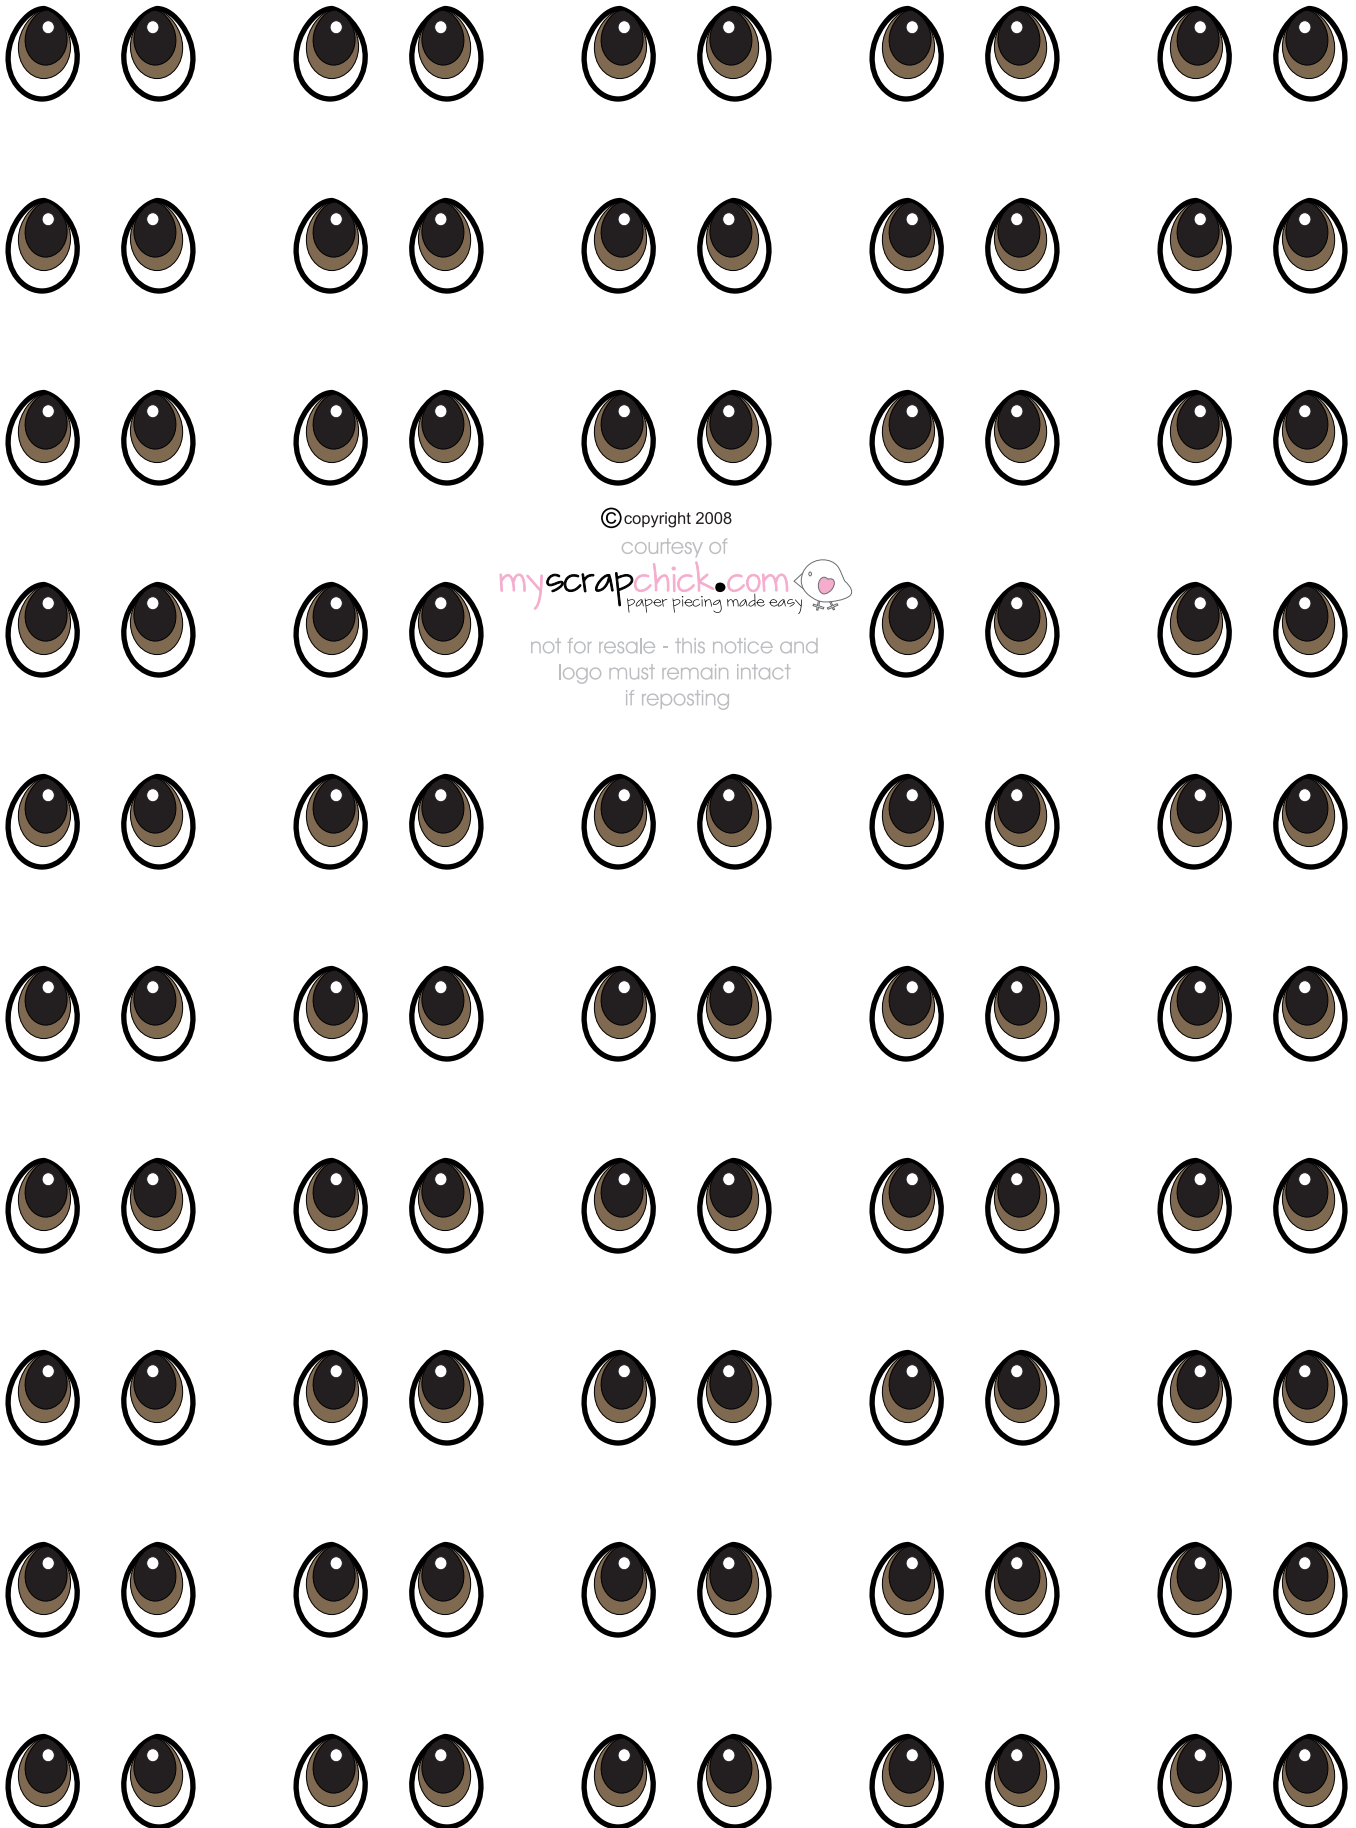 ©copyright 2008
courtesy of
myscrapchick.com
paper piecing made easy
not for resale - this notice and
logo must remain intact
if reposting